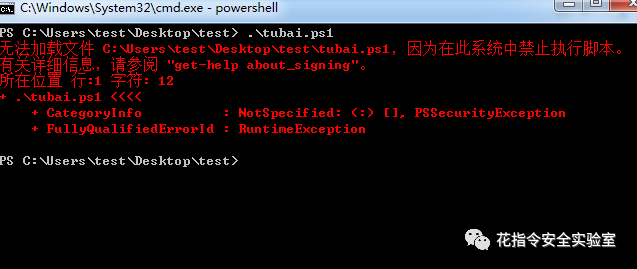 C:\Windows\System32\cmd.exe - powershell
PS C:\Users\test\Desktop\test> .\tubai.ps1
无法加载文件 C:\Users\test\Desktop\test\tubai.ps1，因为在此系统中禁止执行脚本。
有关详细信息，请参阅 "get-help about_signing"。
所在位置 行:1 字符: 12
+ .\tubai.ps1 <<<<
    + CategoryInfo          : NotSpecified: (:) [], PSSecurityException
    + FullyQualifiedErrorId : RuntimeException
PS C:\Users\test\Desktop\test>
花指令安全实验室